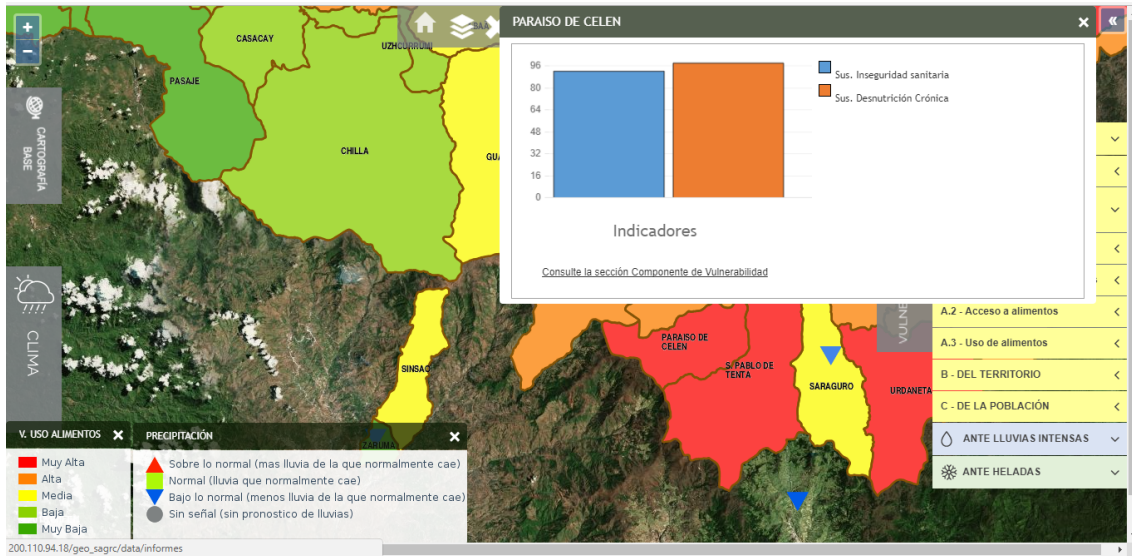 +
-
BAA
CASACAY
UZHCURRUMI
PASAJE
CHILLA
GUA
CARTOGRAFÍA
BASE
CLIMA
PARAISO DE CELEN
×
«
96
80
64
48
32
16
0
Sus. Inseguridad sanitaria
Sus. Desnutrición Crónica
Indicadores
Consulte la sección Componente de Vulnerabilidad
s
VULNE
A.2 - Acceso a alimentos
A.3 - Uso de alimentos
B - DEL TERRITORIO
C - DE LA POBLACIÓN
ANTE LLUVIAS INTENSAS
ANTE HELADAS
PARAISO DE
CELEN
S. PABLO DE
TENTA
SARAGURO
URDANETA
SINSAO
ZARUMA
V. USO ALIMENTOS
Muy Alta
Alta
Media
Baja
Muy Baja
PRECIPITACIÓN
Sobre lo normal (mas lluvia de la que normalmente cae)
Normal (lluvia que normalmente cae)
Bajo lo normal (menos lluvia de la que normalmente cae)
Sin señal (sin pronostico de lluvias)
200.110.94.18/geo_sagrc/data/informes